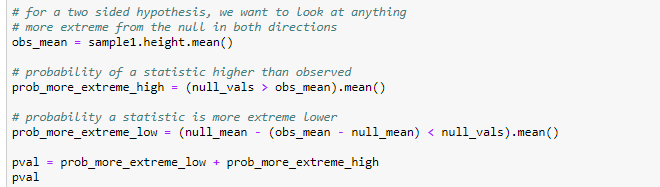 # for a two sided hypothesis, we want to look at anything
# more extreme from the null in both directions
obs_mean = sample1.height.mean()
# probability of a statistic higher than observed
prob_more_extreme_high = (null_vals > obs_mean).mean()
# probability a statistic is more extreme lower
prob_more_extreme_low = (null_mean - (obs_mean - null_mean) < null_vals).mean()
pval = prob_more_extreme_low + prob_more_extreme_high
pval